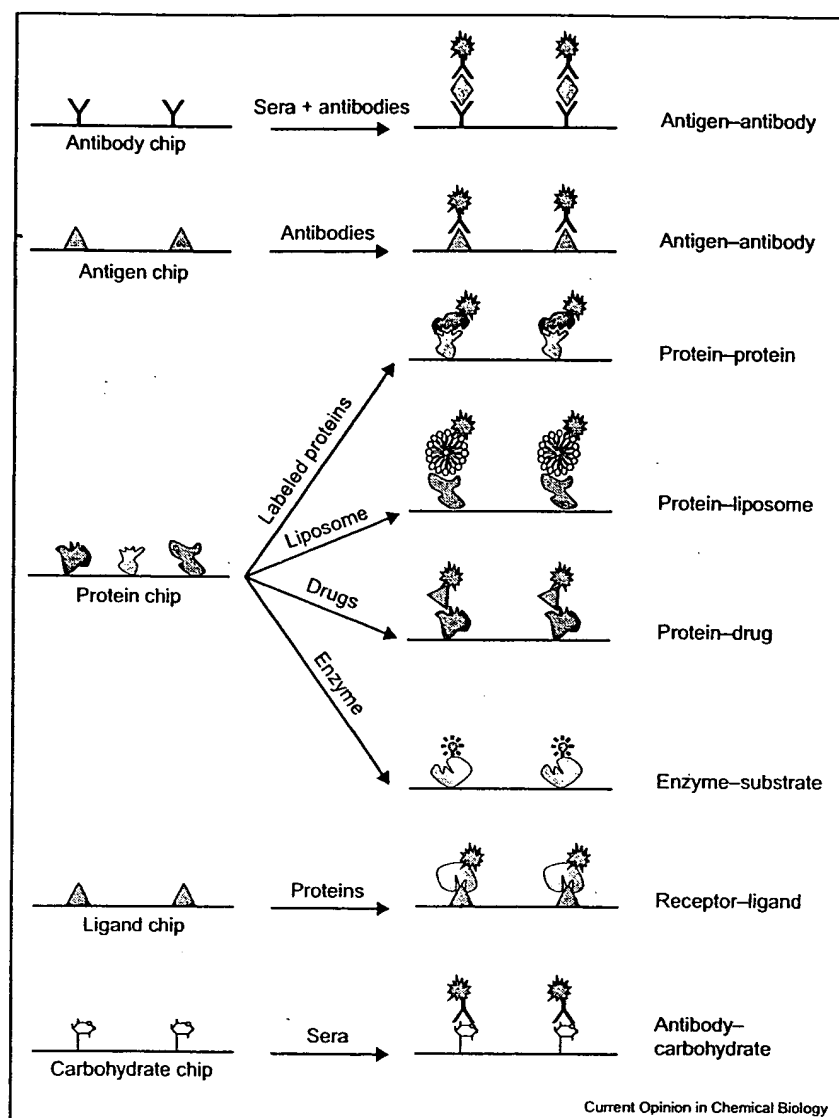 Sera + antibodies
Antibody chip
Antigen–antibody
Antibodies
Antigen chip
Antigen–antibody
Protein–protein
Labeled proteins
Liposome
Protein–liposome
Protein chip
Drugs
Protein–drug
Enzyme
Enzyme–substrate
Proteins
Ligand chip
Receptor–ligand
Sera
Carbohydrate chip
Antibody–
carbohydrate
Current Opinion in Chemical Biology